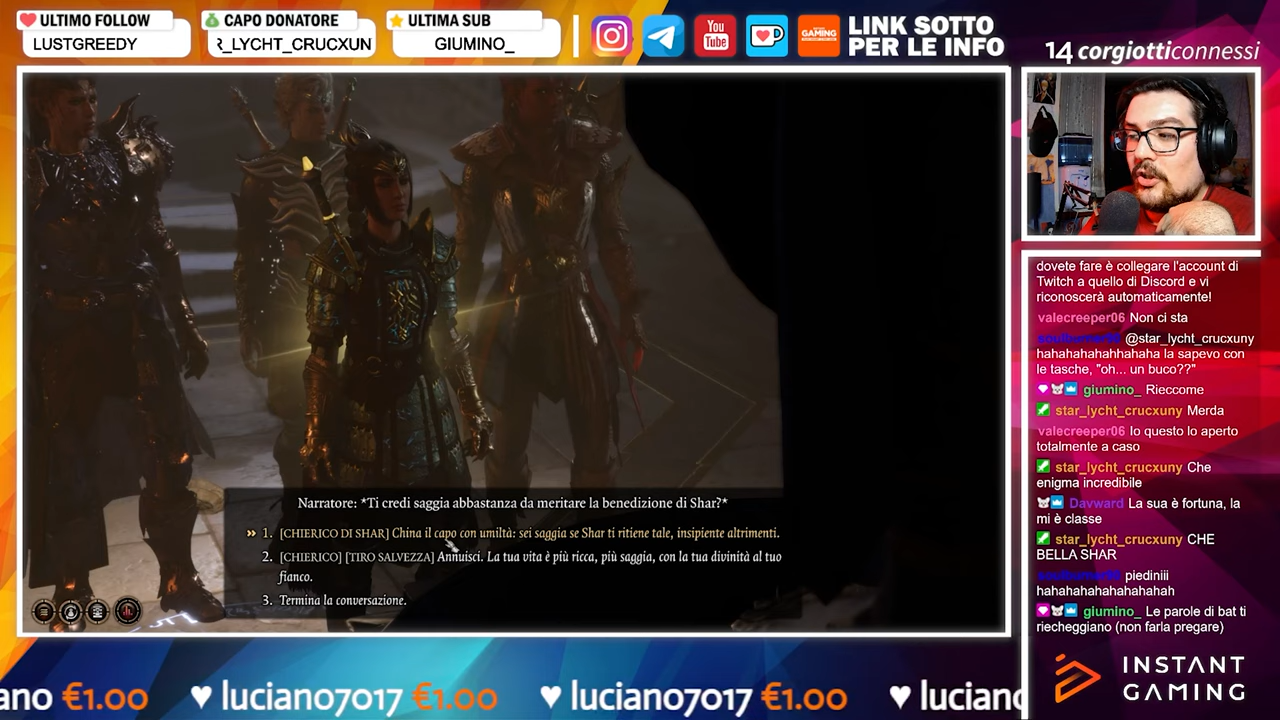 ULTIMO FOLLOW
LUSTGREEDY
CAPO DONATORE
R_LYCHT_CRUCXUN
ULTIMA SUB
GIUMINO_
You
Tube
INSTANT
GAMING
LINK SOTTO
PER LE INFO
14 corgiotticonnessi
Narratore: *Ti credi saggia abbastanza da meritare la benedizione di Shar?*
1. [CHIERICO DI SHAR] China il capo con umiltà: sei saggia se Shar ti ritiene tale, insipiente altrimenti.
2. [CHIERICO] [TIRO SALVEZZA] Annuisci. La tua vita è più ricca, più saggia, con la tua divinità al tuo
fianco.
3. Termina la conversazione.
dovete fare è collegare l'account di
Twitch a quello di Discord e vi
riconoscerà automaticamente!
valecreeper06 Non ci sta
@star_lycht_crucxuny
hahahahahahhahaha la sapevo con
le tasche, "oh... un buco??"
giumino_ Rieccome
star_lycht_crucxuny Merda
valecreeper06 Io questo lo aperto
totalmente a caso
star_lycht_crucxuny Che
enigma incredibile
Davward La sua è fortuna, la
mi è classe
star_lycht_crucxuny CHE
BELLA SHAR
piediniii
hahahahahahahahahah
giumino_ Le parole di bat ti
riecheggiano (non farla pregare)
INSTANT
GAMING
ano €1.00 luciano7017 €1.00 luciano7017 €1.00 luciano